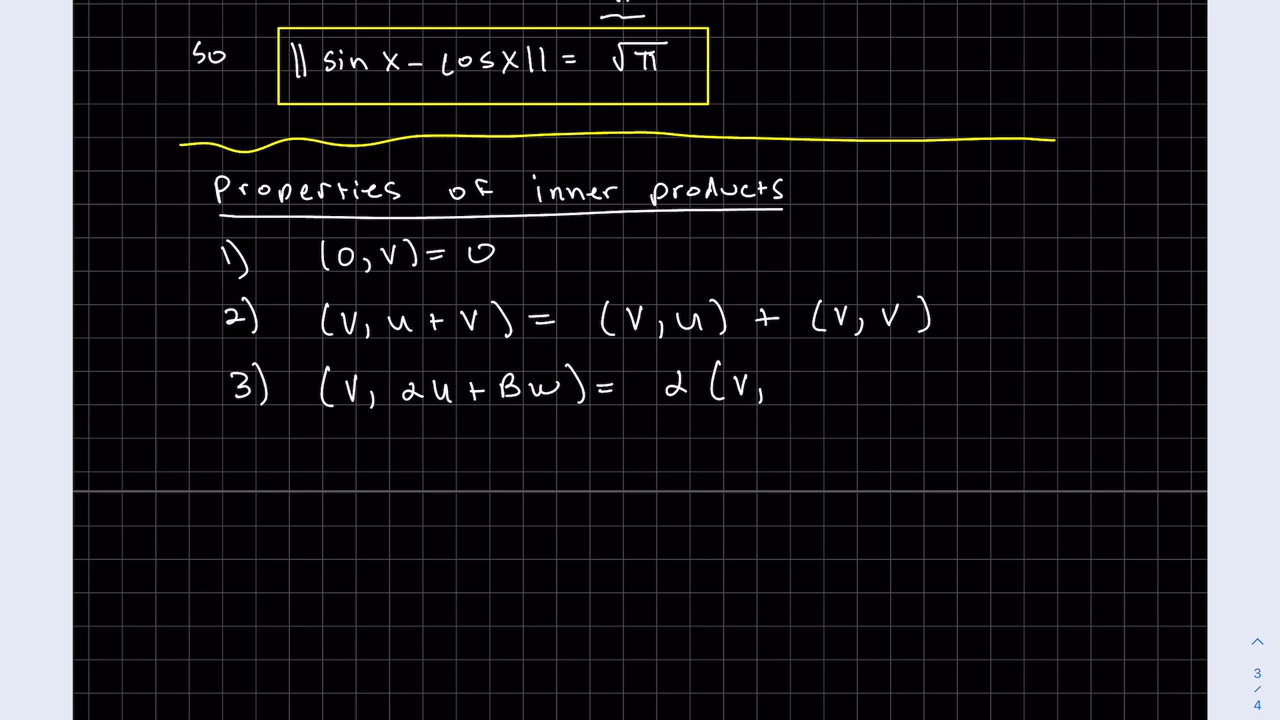 so || sin x - cos x || = √π
Properties of inner products
1) (0, v) = 0
2) (v, u + v) = (v, u) + (v, v)
3) (v, αu + βw) = α (v,
3
/
4